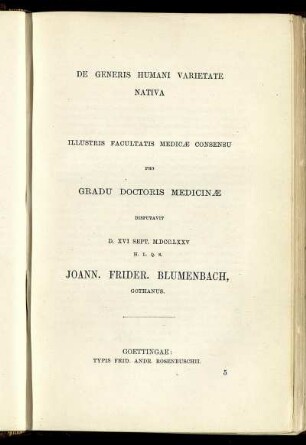 DE GENERIS HUMANI VARIETATE
NATIVA
ILLUSTRIS FACULTATIS MEDICÆ CONSENSU
PRO
GRADU DOCTORIS MEDICINÆ
DISPUTAVIT
D. XVI SEPT. MDCCLXXV
H. L. Q. S.
JOANN. FRIDER. BLUMENBACH,
GOTHANUS.
GOETTINGAE:
TYPIS FRID. ANDR. ROSENBUSCHII.
5